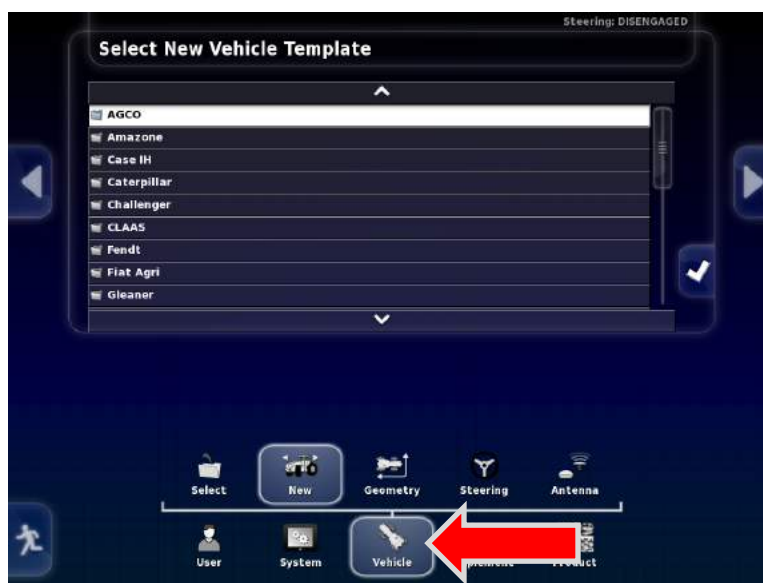 Steering: DISENGAGED
Select New Vehicle Template
AGCO
Amazone
Case IH
Caterpillar
Challenger
CLAAS
Fendt
Fiat Agri
Gleaner
Select New Geometry Steering Antenna
User System Vehicle